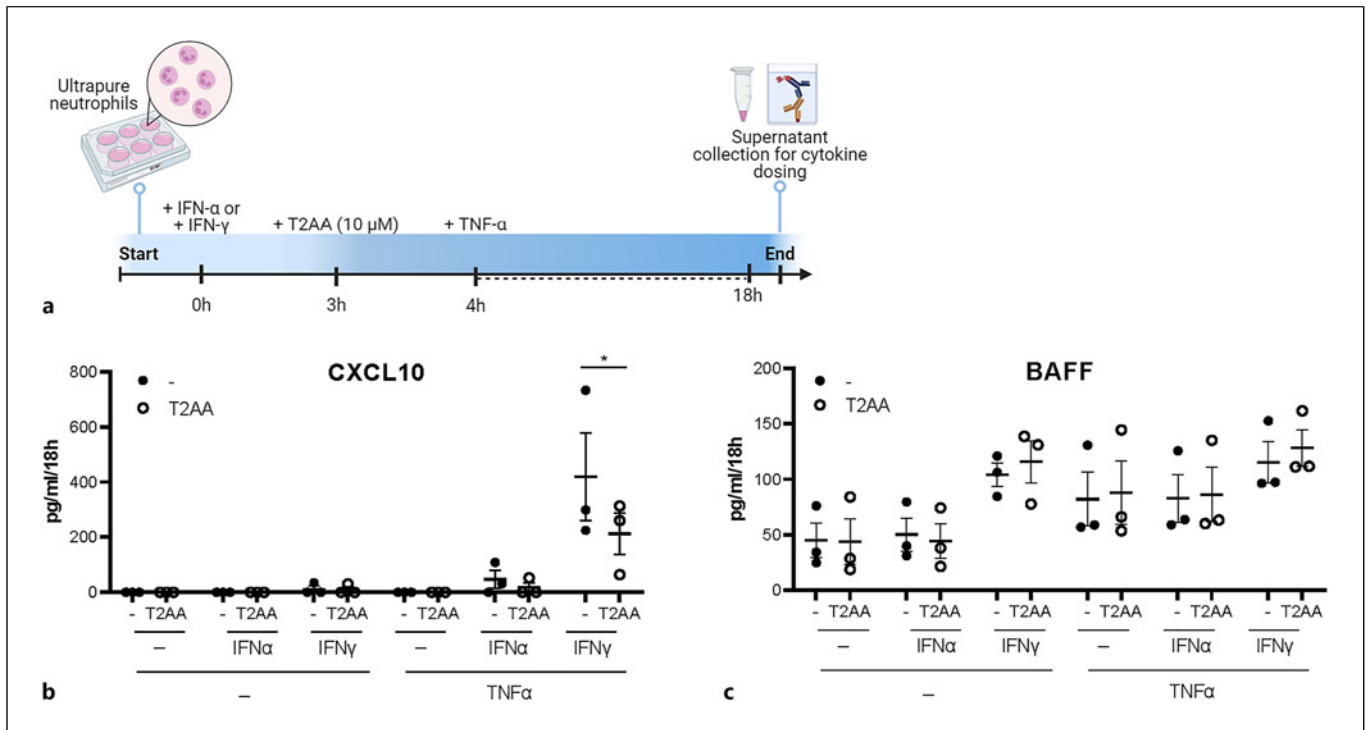 Ultrapure
neutrophils
+ IFN-α or
+ IFN-γ
+ T2AA (10 µM)
+ TNF-α
Supernatant
collection for cytokine
dosing
Start
End
0h
3h
4h
18h
a
CXCL10
-
T2AA
*
pg/ml/18h
800
600
400
200
0
- T2AA - T2AA - T2AA - T2AA - T2AA - T2AA
– IFNα IFNγ – IFNα IFNγ
– TNFα
b
BAFF
-
T2AA
pg/ml/18h
200
150
100
50
0
- T2AA - T2AA - T2AA - T2AA - T2AA - T2AA
– IFNα IFNγ – IFNα IFNγ
– TNFα
c